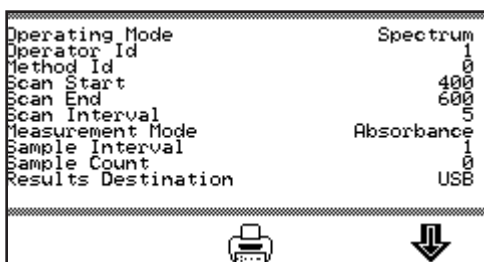 Operating Mode Spectrum
Operator Id 1
Method Id 0
Scan Start 400
Scan End 600
Scan Interval 5
Measurement Mode Absorbance
Sample Interval 1
Sample Count 0
Results Destination USB